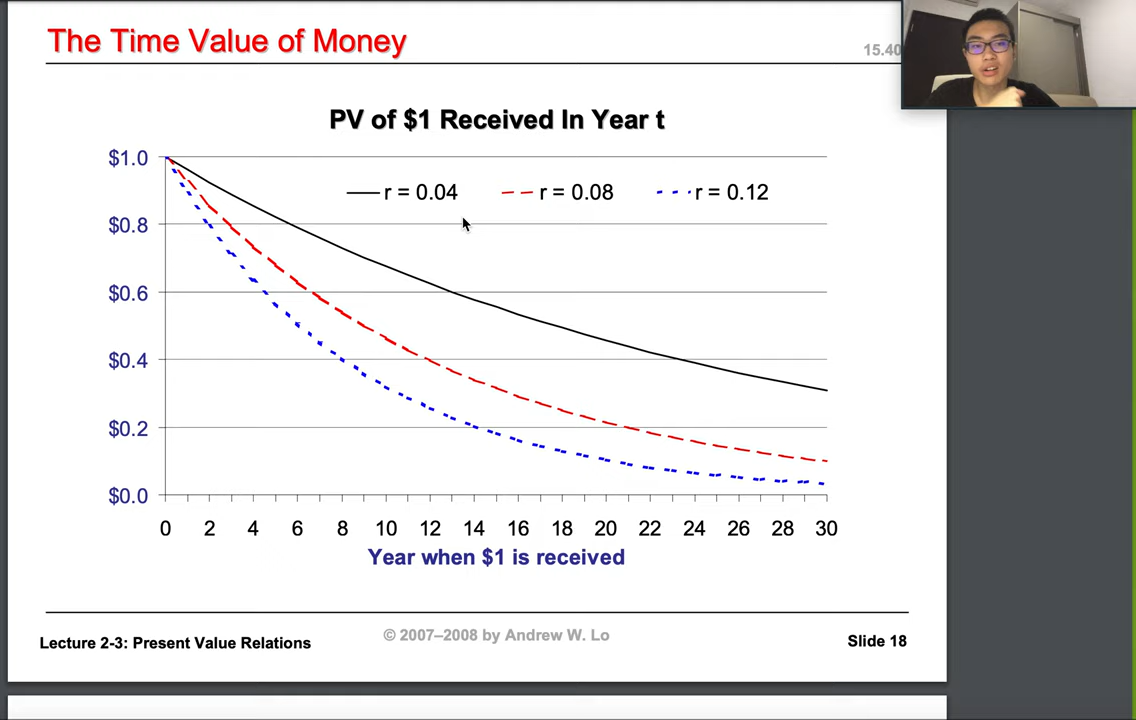 The Time Value of Money
15.40
PV of $1 Received In Year t
r = 0.04 r = 0.08 r = 0.12
$1.0
$0.8
$0.6
$0.4
$0.2
$0.0
0 2 4 6 8 10 12 14 16 18 20 22 24 26 28 30
Year when $1 is received
Lecture 2-3: Present Value Relations
© 2007–2008 by Andrew W. Lo
Slide 18